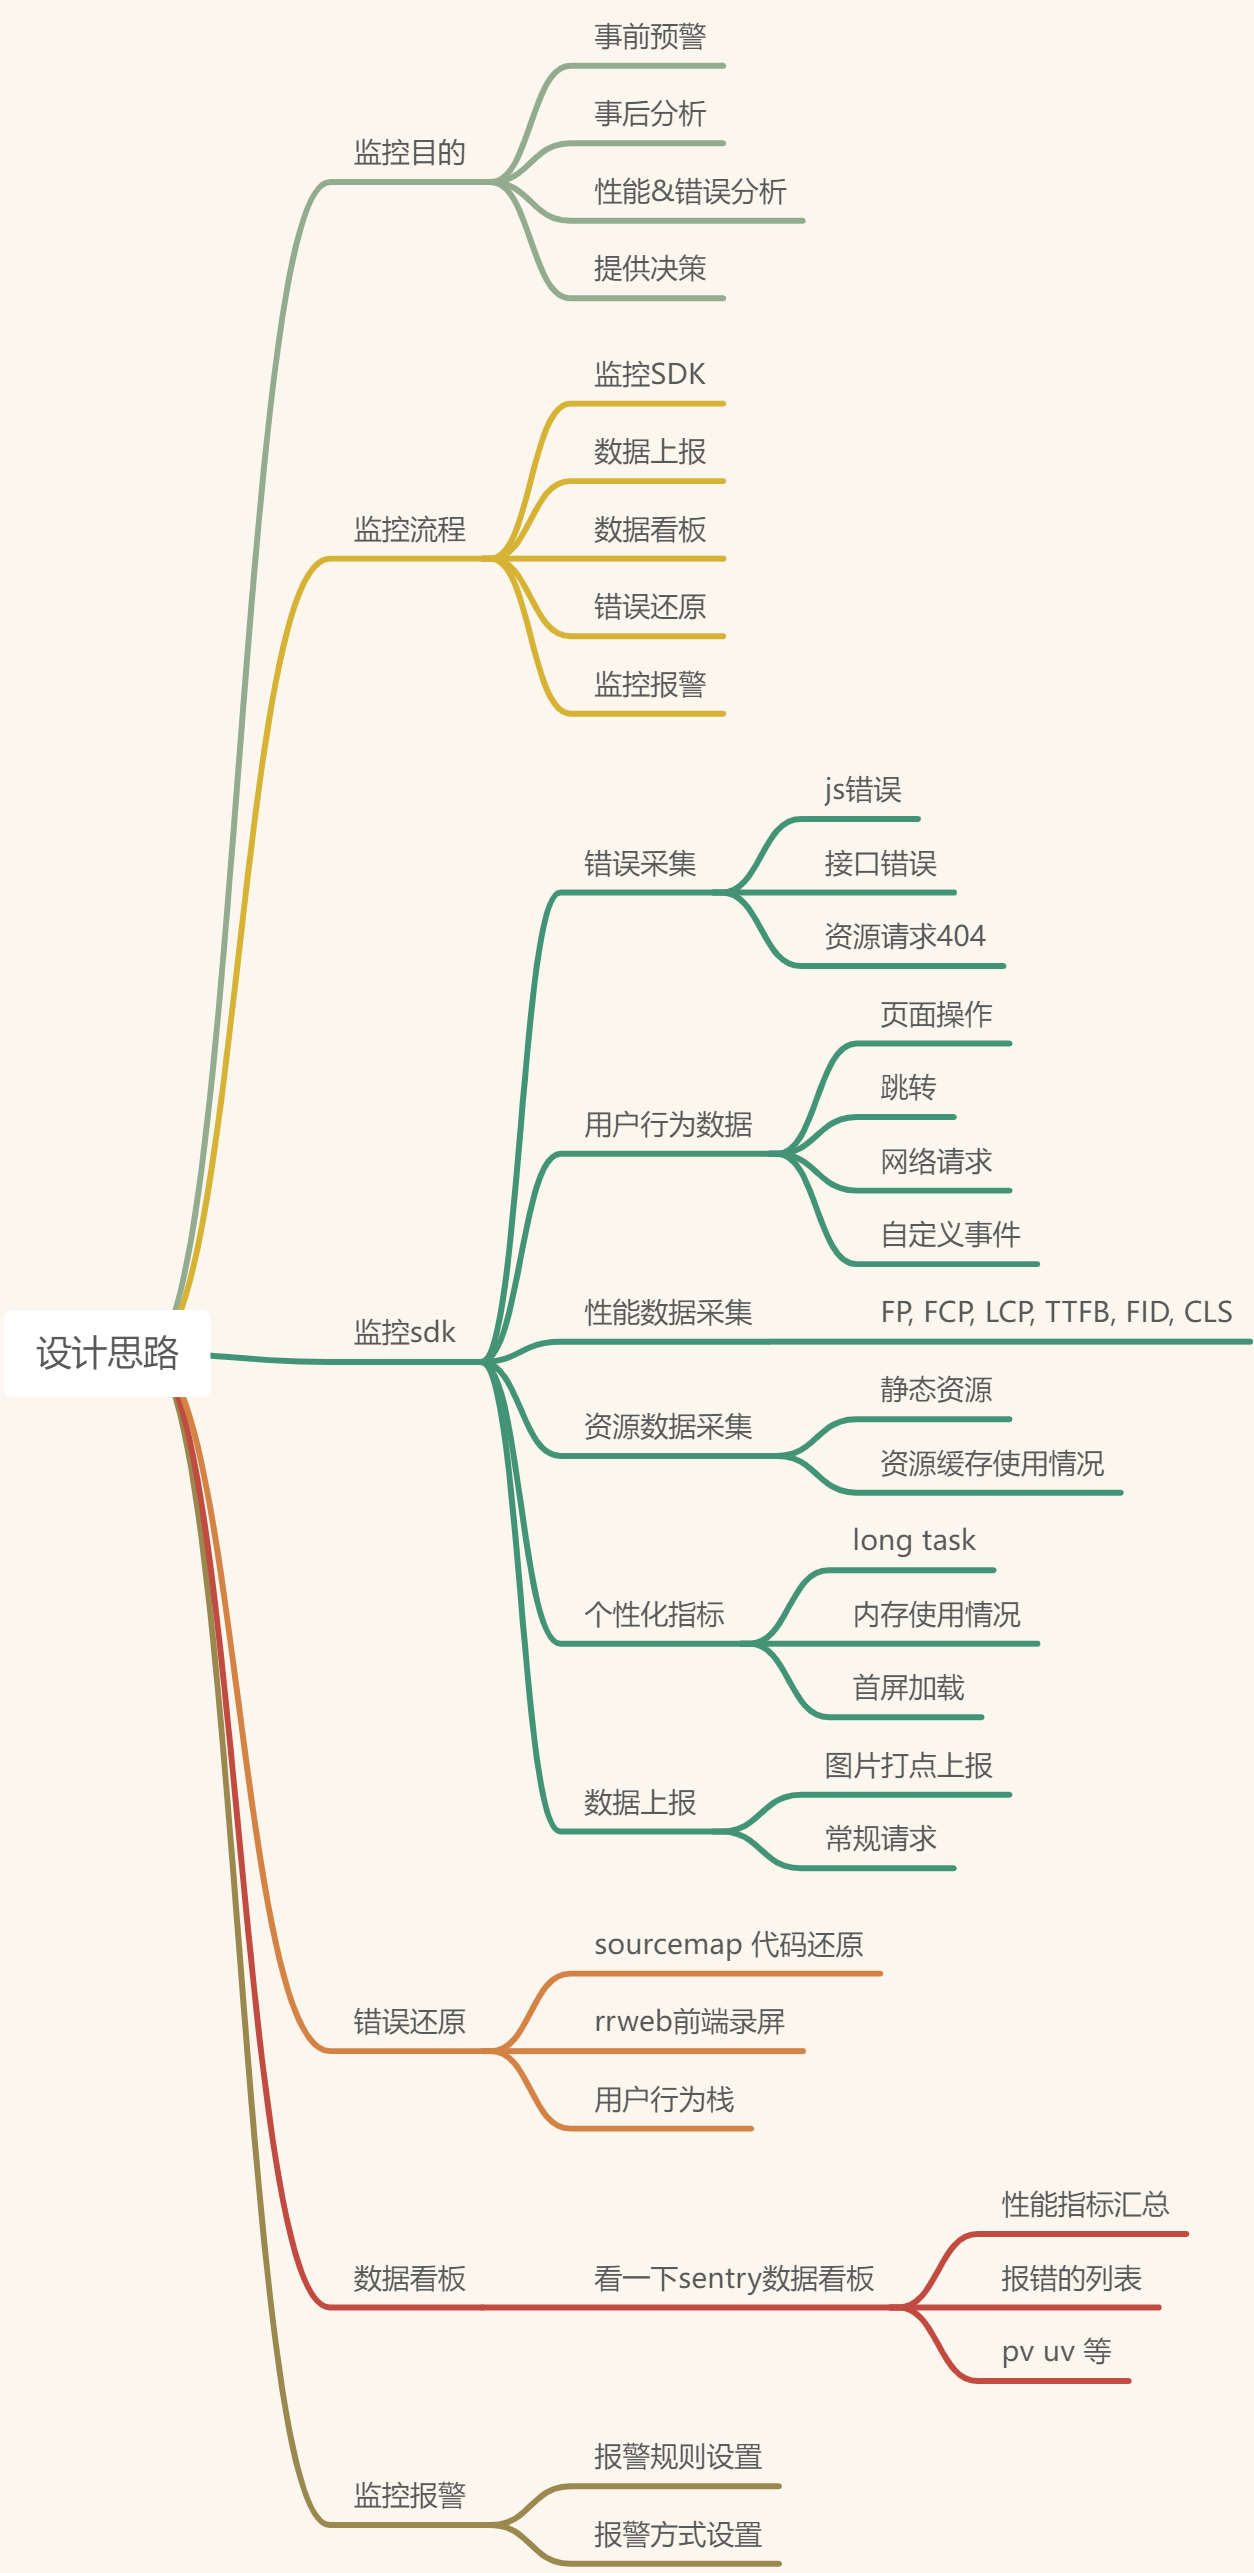 设计思路
监控目的
事前预警
事后分析
性能&错误分析
提供决策
监控流程
监控SDK
数据上报
数据看板
错误还原
监控报警
监控sdk
错误采集
js错误
接口错误
资源请求404
用户行为数据
页面操作
跳转
网络请求
自定义事件
性能数据采集
FP, FCP, LCP, TTFB, FID, CLS
资源数据采集
静态资源
资源缓存使用情况
个性化指标
long task
内存使用情况
首屏加载
数据上报
图片打点上报
常规请求
错误还原
sourcemap 代码还原
rrweb前端录屏
用户行为栈
数据看板
看一下sentry数据看板
性能指标汇总
报错的列表
pv uv 等
监控报警
报警规则设置
报警方式设置